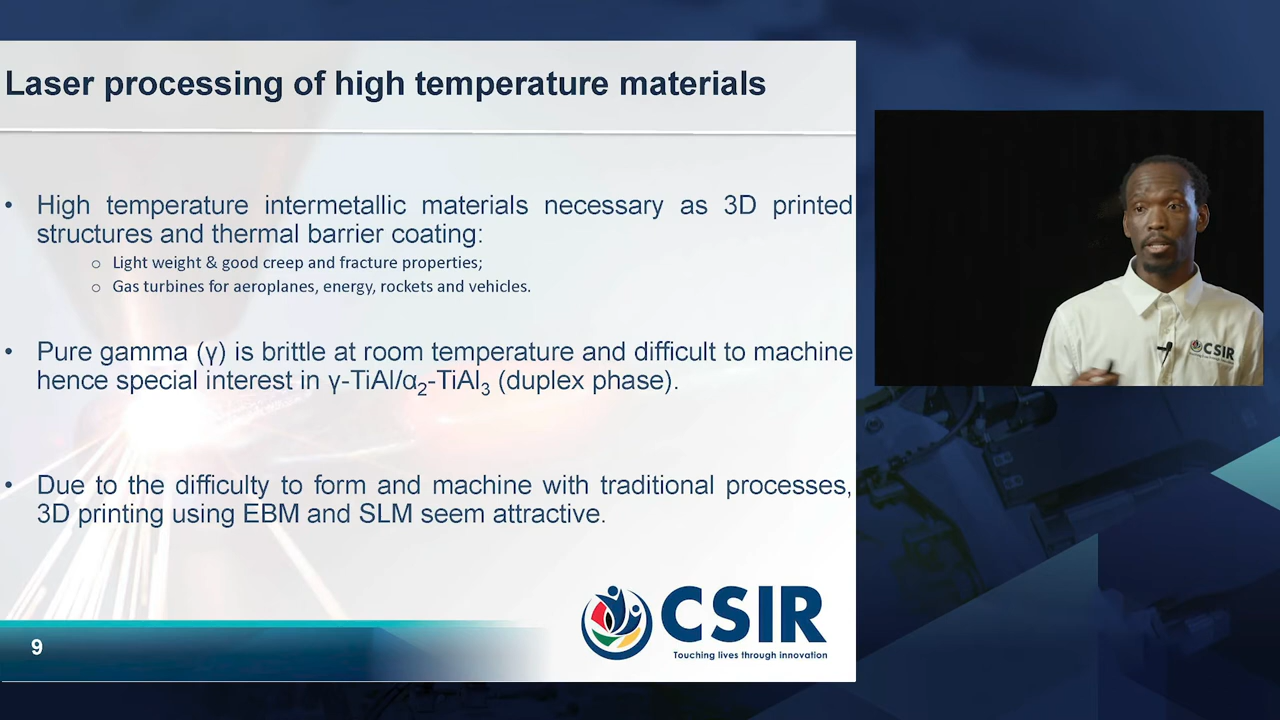 Laser processing of high temperature materials
• High temperature intermetallic materials necessary as 3D printed
structures and thermal barrier coating:
o Light weight & good creep and fracture properties;
o Gas turbines for aeroplanes, energy, rockets and vehicles.
• Pure gamma (γ) is brittle at room temperature and difficult to machine
hence special interest in γ-TiAl/α₂-TiAl₃ (duplex phase).
• Due to the difficulty to form and machine with traditional processes,
3D printing using EBM and SLM seem attractive.
9
CSIR
Touching lives through innovation
CSIR